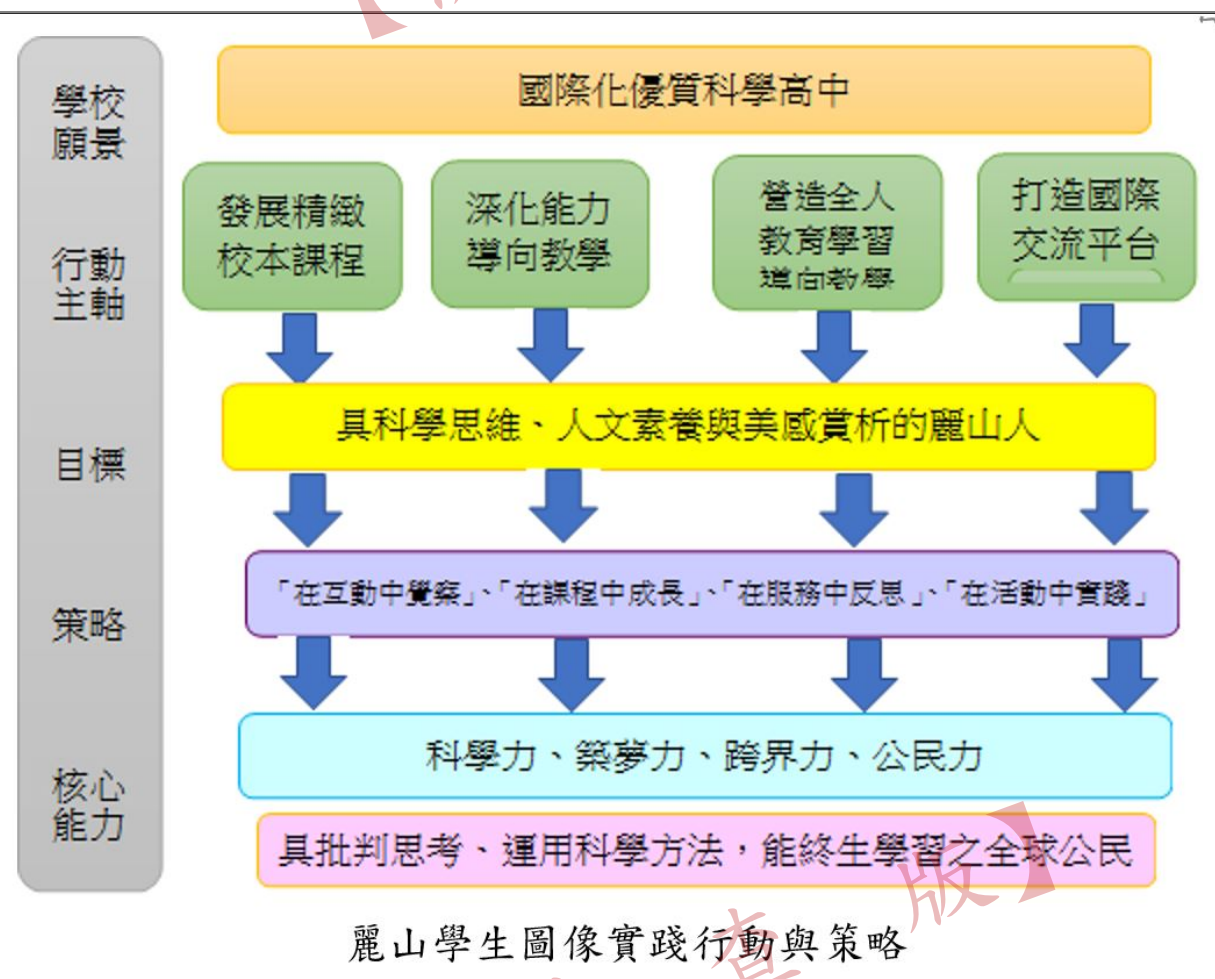 學校
願景
國際化優質科學高中
行動
主軸
發展精緻
校本課程
深化能力
導向教學
營造全人
教育學習
導向教學
打造國際
交流平台
目標
具科學思維、人文素養與美感賞析的麗山人
策略
「在互動中覺察」、「在課程中成長」、「在服務中反思」、「在活動中實踐」
核心
能力
科學力、築夢力、跨界力、公民力
具批判思考、運用科學方法，能終生學習之全球公民
麗山學生圖像實踐行動與策略
查
版】